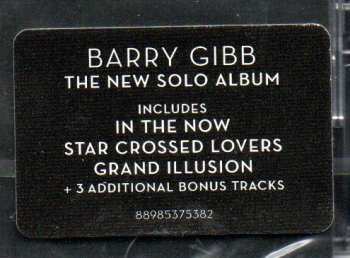 BARRY GIBB
THE NEW SOLO ALBUM
INCLUDES
IN THE NOW
STAR CROSSED LOVERS
GRAND ILLUSION
+ 3 ADDITIONAL BONUS TRACKS
88985375382